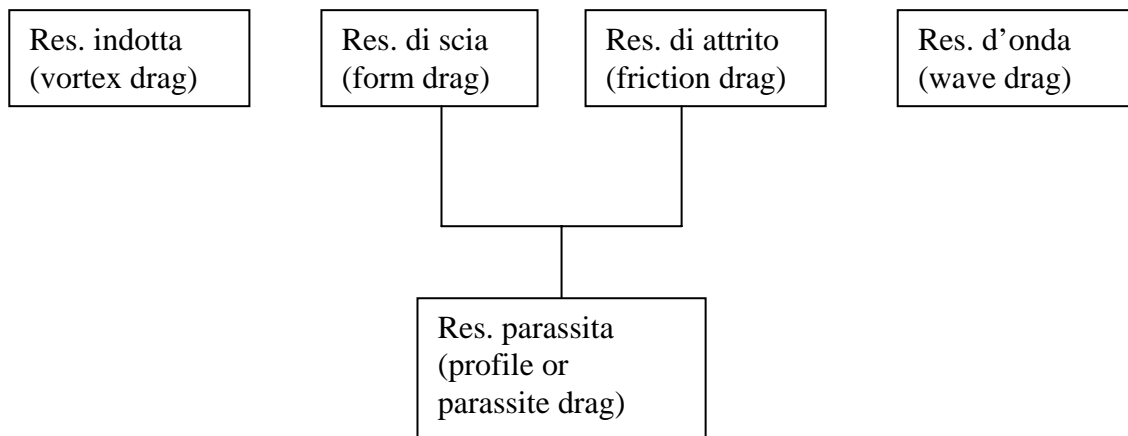 Res. indotta
(vortex drag)
Res. di scia
(form drag)
Res. di attrito
(friction drag)
Res. d’onda
(wave drag)
Res. parassita
(profile or
parassite drag)